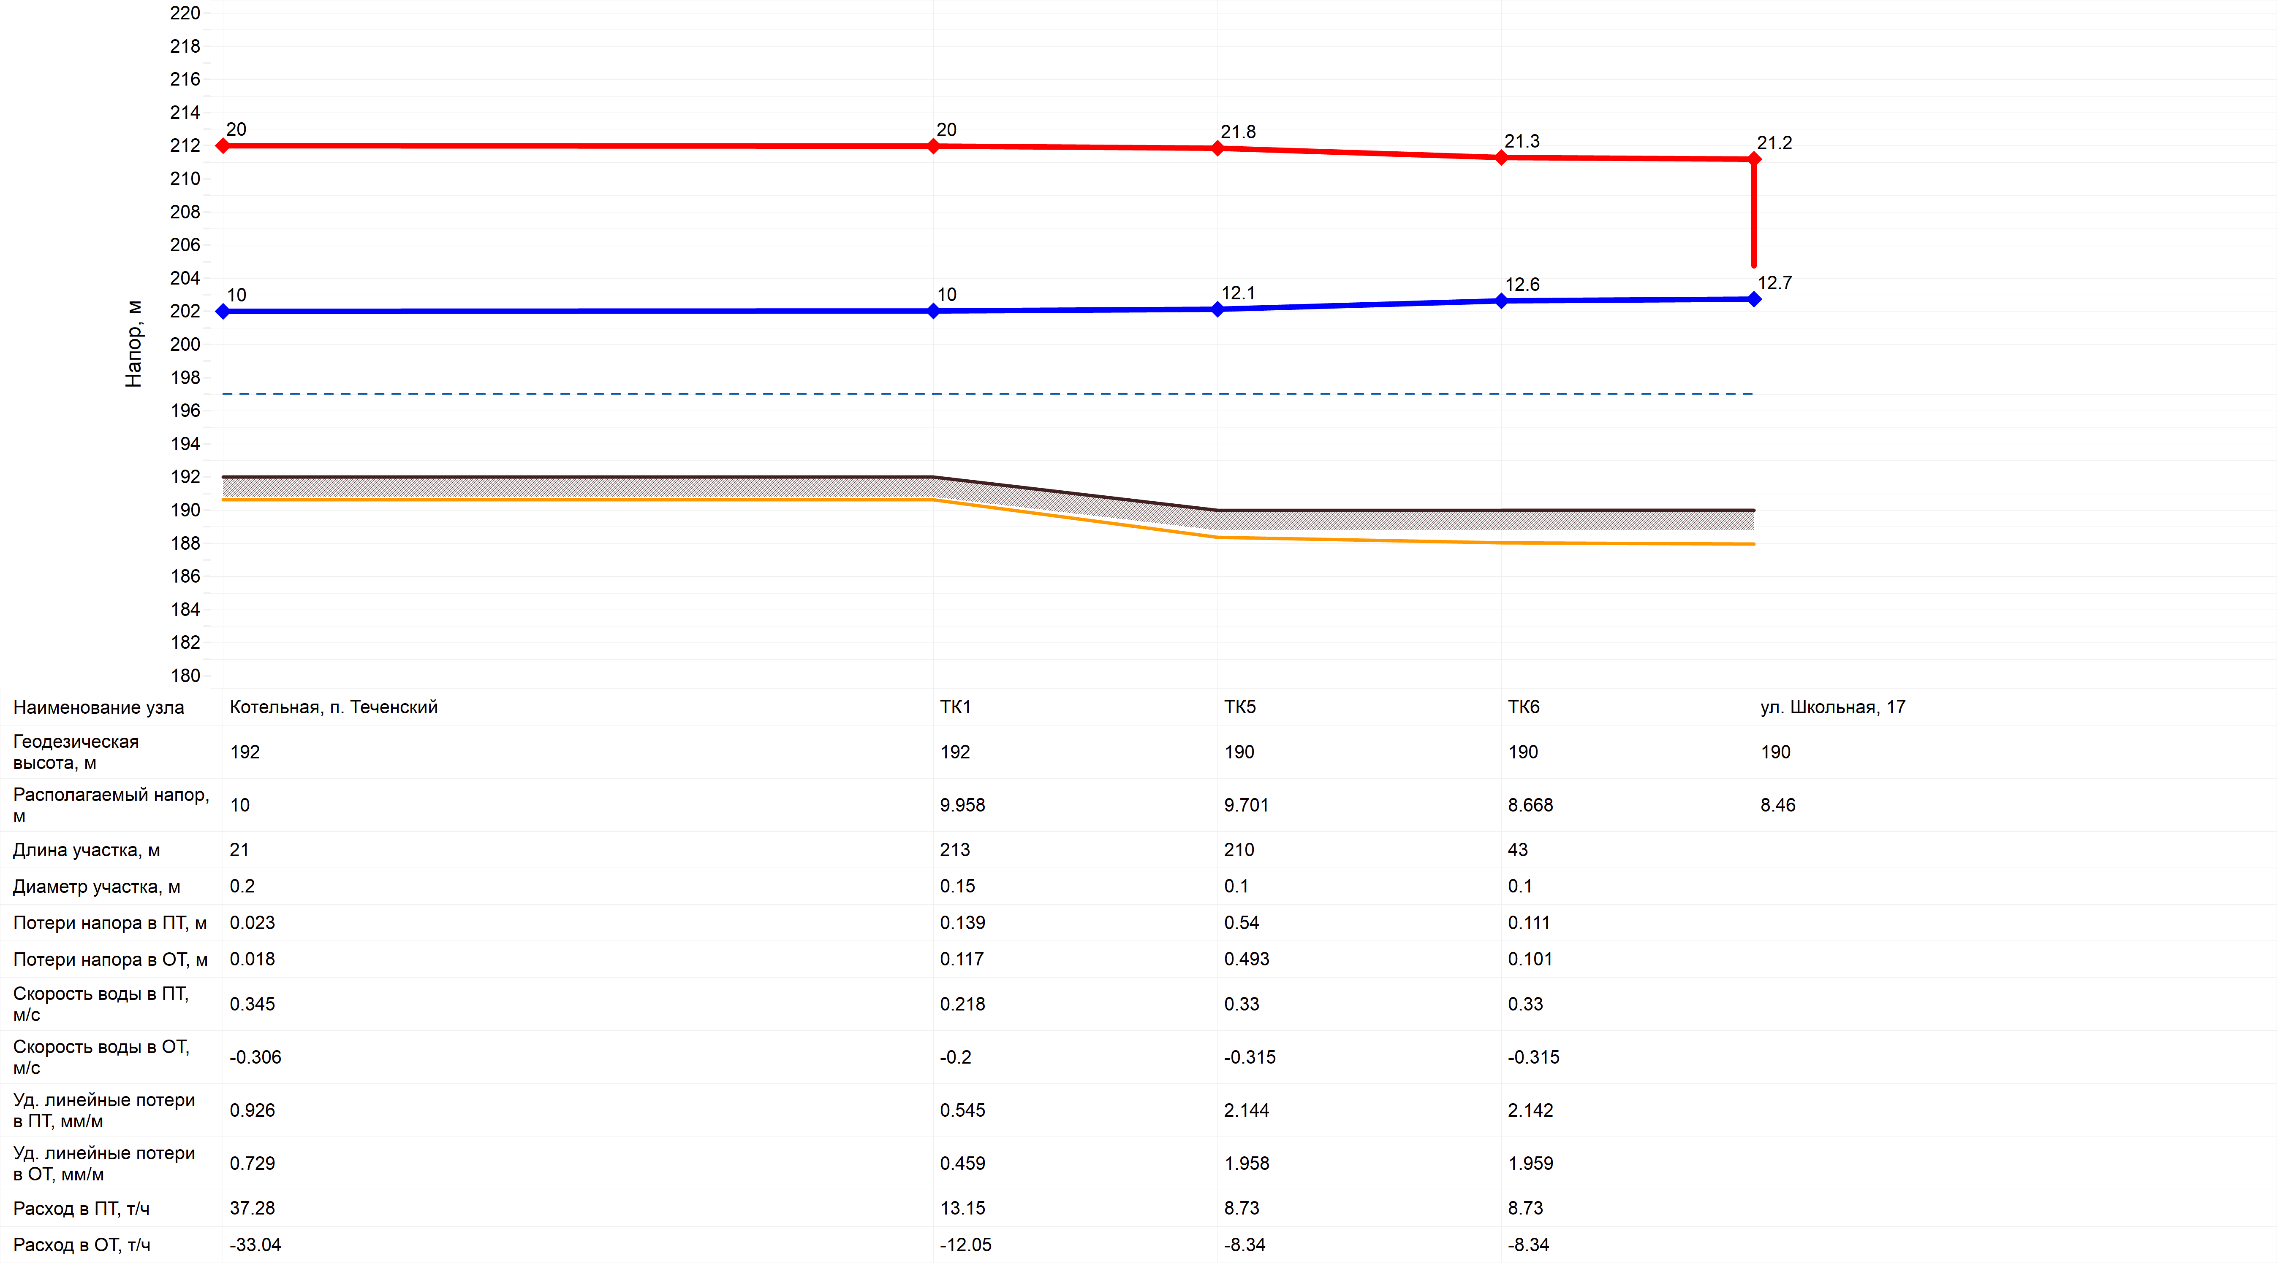 220
218
216
214
212
210
208
206
204
202
200
198
196
194
192
190
188
186
184
182
180
Напор, м
20
20
21.8
21.3
21.2
10
10
12.1
12.6
12.7
Наименование узла Котельная, п. Теченский ТК1 ТК5 ТК6 ул. Школьная, 17
Геодезическая
высота, м 192 192 190 190 190
Располагаемый напор,
м 10 9.958 9.701 8.668 8.46
Длина участка, м 21 213 210 43
Диаметр участка, м 0.2 0.15 0.1 0.1
Потери напора в ПТ, м 0.023 0.139 0.54 0.111
Потери напора в ОТ, м 0.018 0.117 0.493 0.101
Скорость воды в ПТ,
м/с 0.345 0.218 0.33 0.33
Скорость воды в ОТ,
м/с -0.306 -0.2 -0.315 -0.315
Уд. линейные потери
в ПТ, мм/м 0.926 0.545 2.144 2.142
Уд. линейные потери
в ОТ, мм/м 0.729 0.459 1.958 1.959
Расход в ПТ, т/ч 37.28 13.15 8.73 8.73
Расход в ОТ, т/ч -33.04 -12.05 -8.34 -8.34